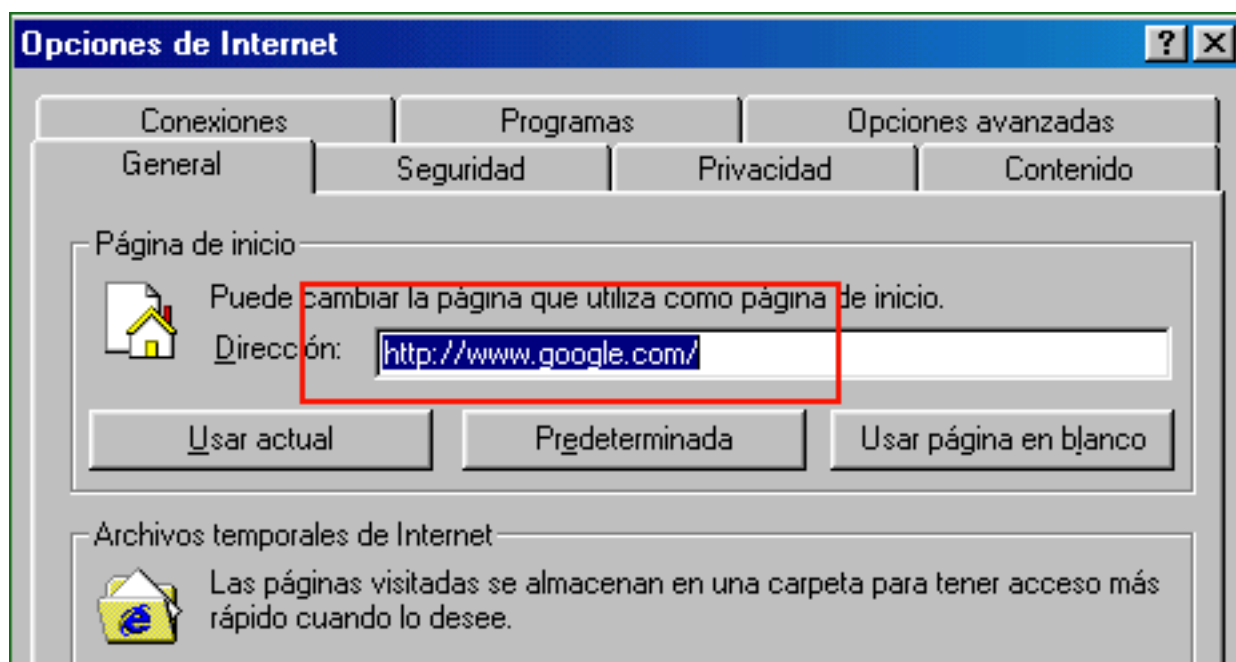 Opciones de Internet
Conexiones Programas Opciones avanzadas
General Seguridad Privacidad Contenido
Página de inicio
Puede cambiar la página que utiliza como página de inicio.
Dirección: http://www.google.com/
Usar actual Predeterminada Usar página en blanco
Archivos temporales de Internet
Las páginas visitadas se almacenan en una carpeta para tener acceso más
rápido cuando lo desee.